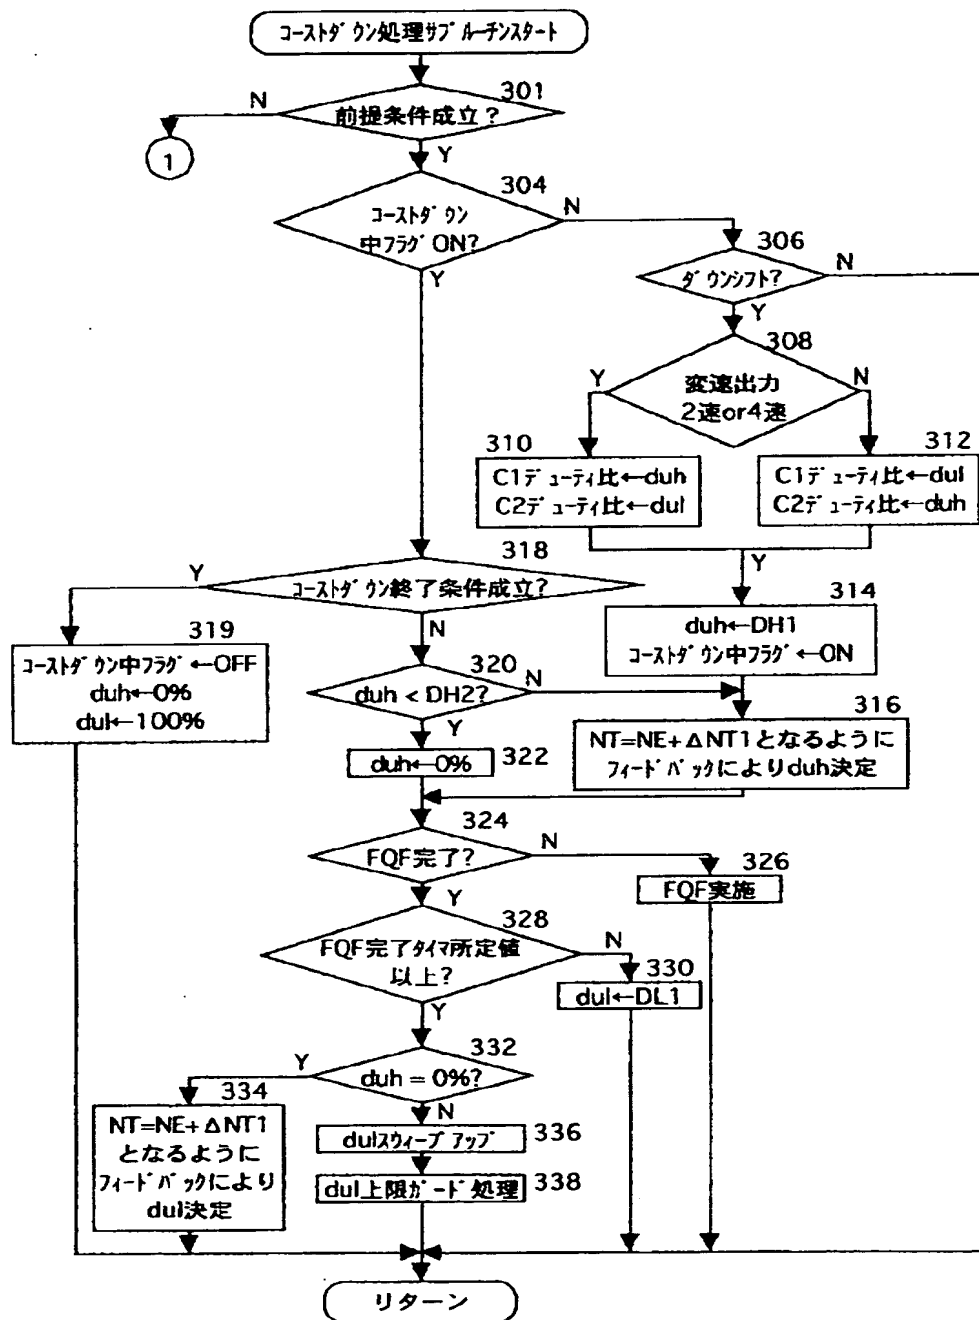 コーストダウン処理サブルーチンスタート
301
N
前提条件成立？
1
Y
304
N
コーストダウン
中フラグON?
306
N
ダウンシフト?
Y
Y
308
Y
N
変速出力
2速or4速
310
312
C1デューティ比←duh
C2デューティ比←dul
C1デューティ比←dul
C2デューティ比←duh
318
Y
Y
コーストダウン終了条件成立?
314
N
duh←DH1
コーストダウン中フラグ←ON
319
コーストダウン中フラグ←OFF
duh←0%
dul←100%
320
N
duh < DH2?
316
Y
NT=NE+ΔNT1となるように
フィードバックによりduh決定
duh←0%
322
324
N
FQF完了?
326
Y
FQF実施
328
N
FQF完了タイマ所定値
以上?
330
dul←DL1
Y
332
Y
duh = 0%?
334
N
NT=NE+ΔNT1
となるように
フィードバックにより
dul決定
dulスウィープアップ
336
dul上限ガード処理
338
リターン